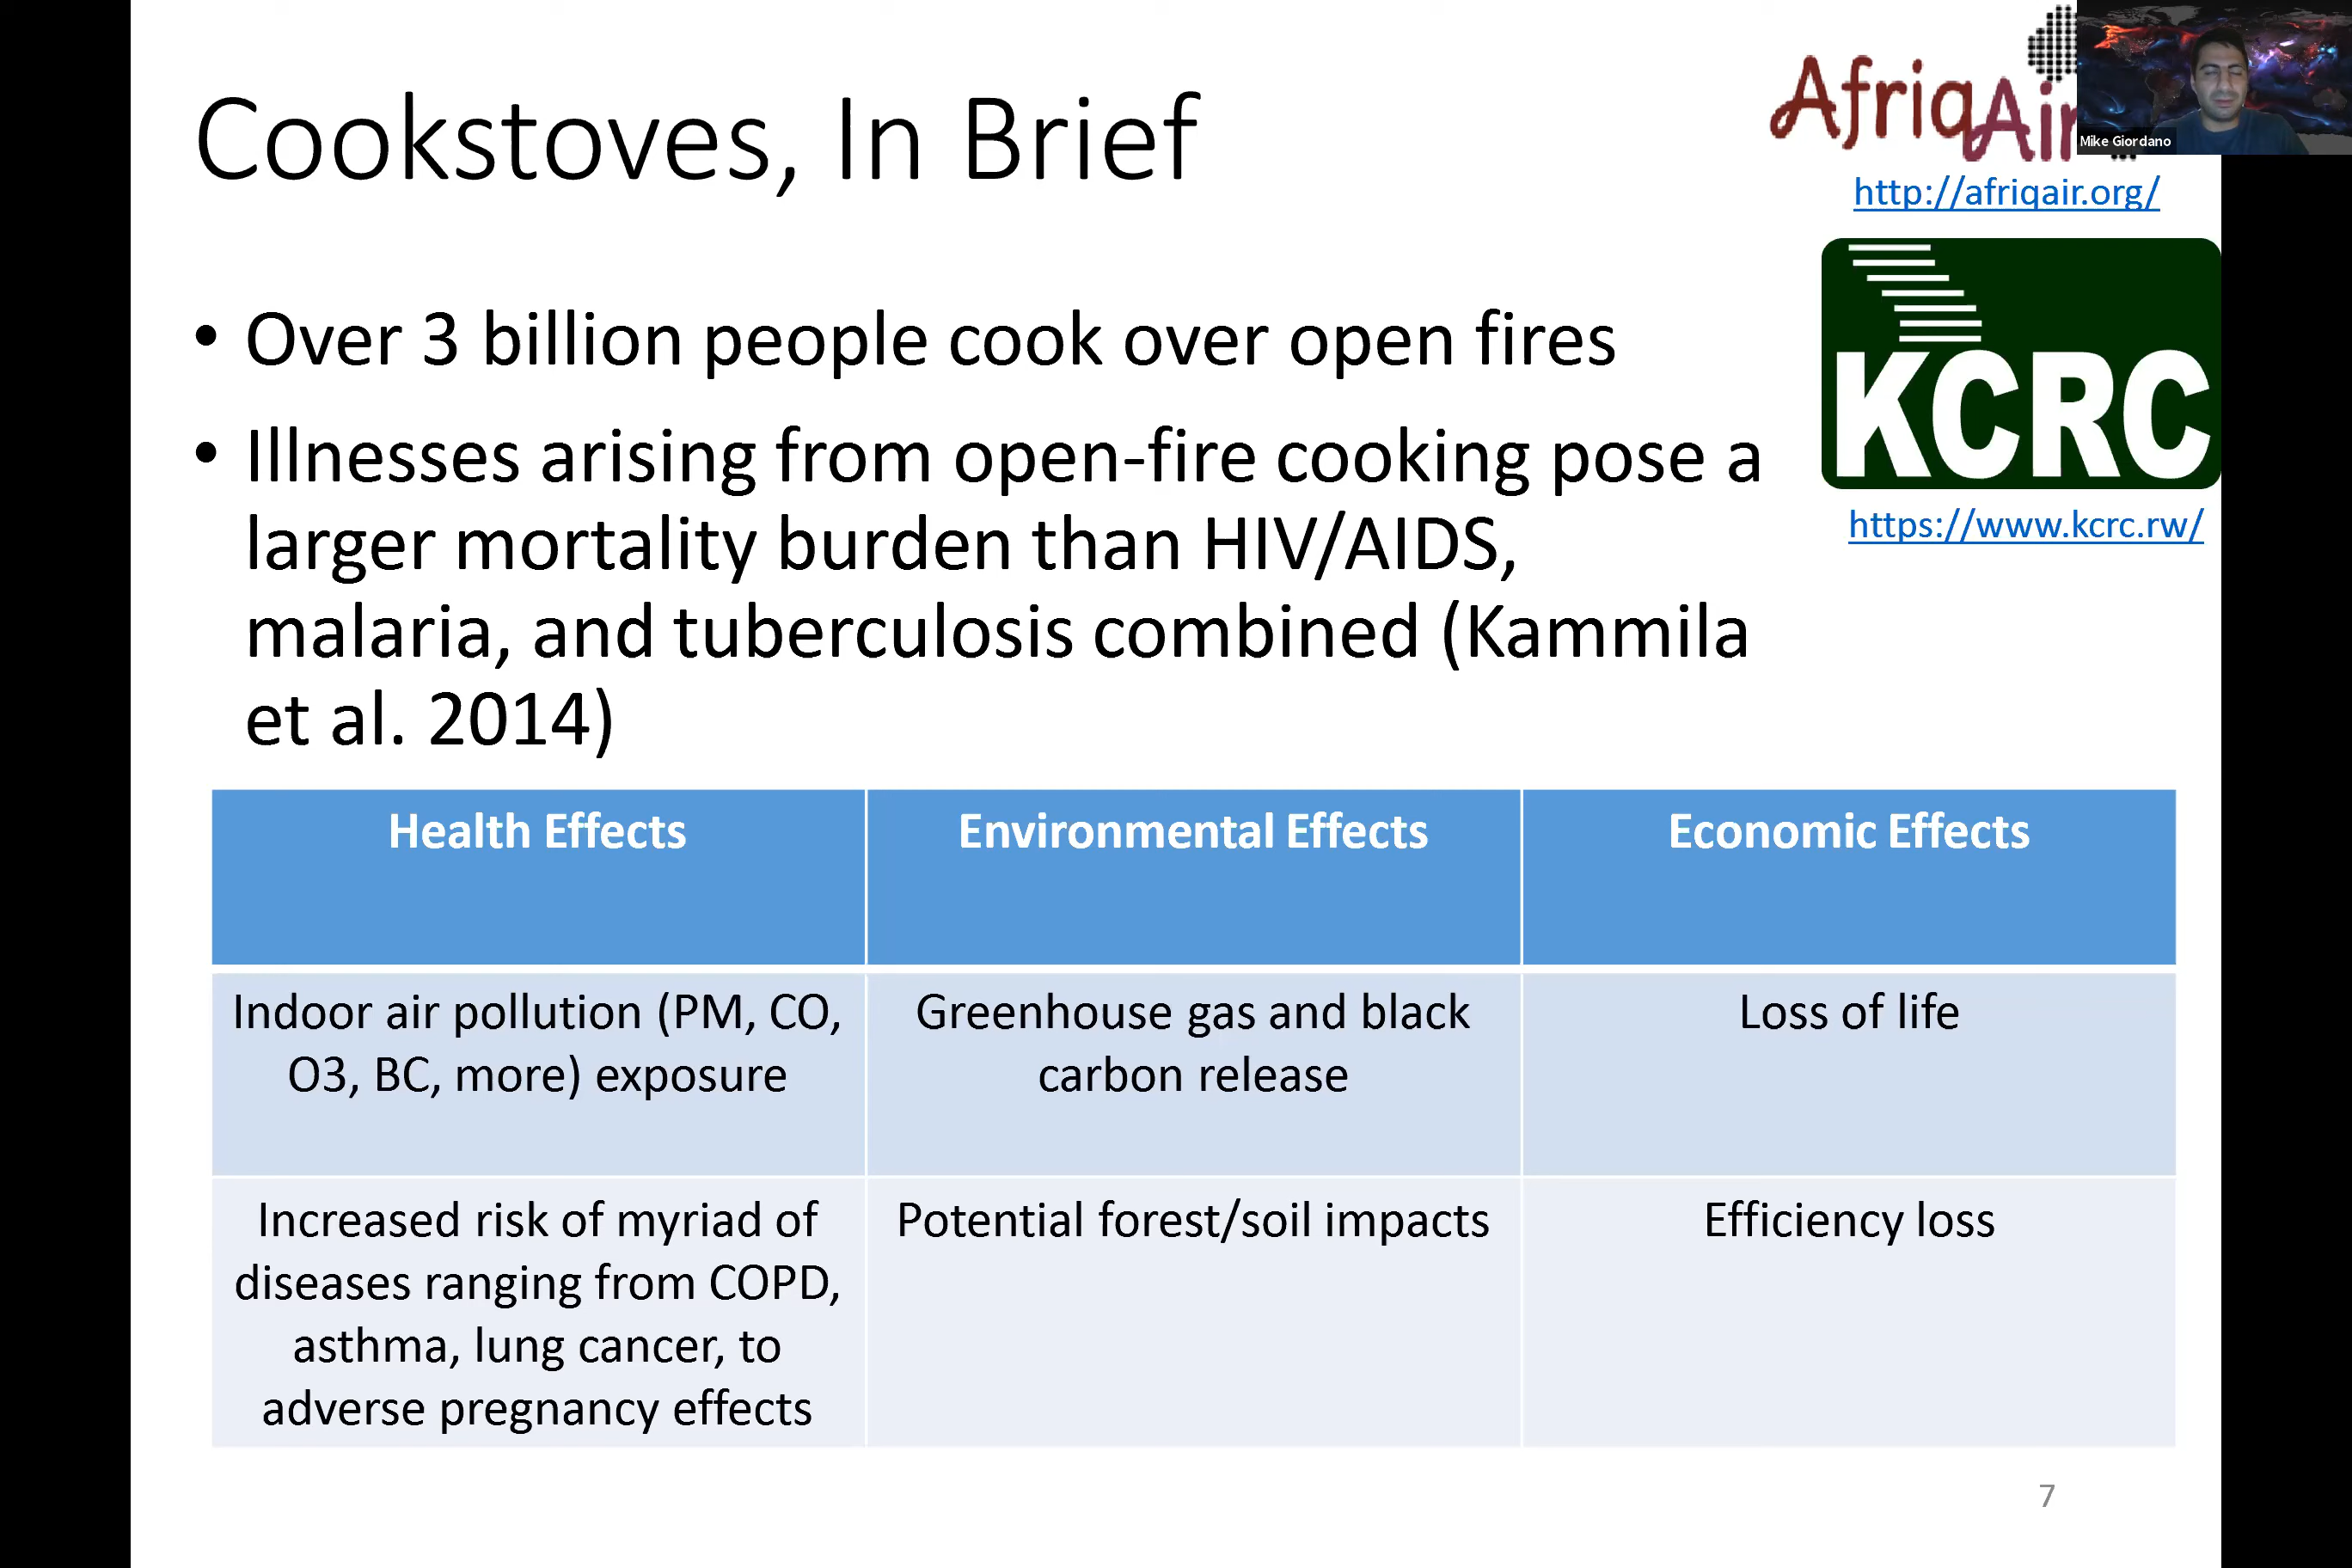 Cookstoves, In Brief
AfriqAir
Mike Giordano
http://afriqair.org/
KCRC
https://www.kcrc.rw/
• Over 3 billion people cook over open fires
• Illnesses arising from open-fire cooking pose a
larger mortality burden than HIV/AIDS,
malaria, and tuberculosis combined (Kammila
et al. 2014)
Health Effects
Environmental Effects
Economic Effects
Indoor air pollution (PM, CO,
O3, BC, more) exposure
Greenhouse gas and black
carbon release
Loss of life
Increased risk of myriad of
diseases ranging from COPD,
asthma, lung cancer, to
adverse pregnancy effects
Potential forest/soil impacts
Efficiency loss
7